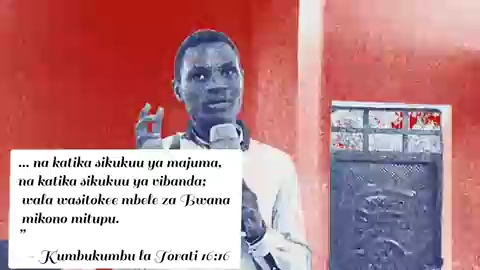 ... na katika sikukuu ya majuma,
na katika sikukuu ya vibanda;
wala wasitokee mbele za Bwana
mikono mitupu.
”
- Kumbukumbu la Torati 16:16